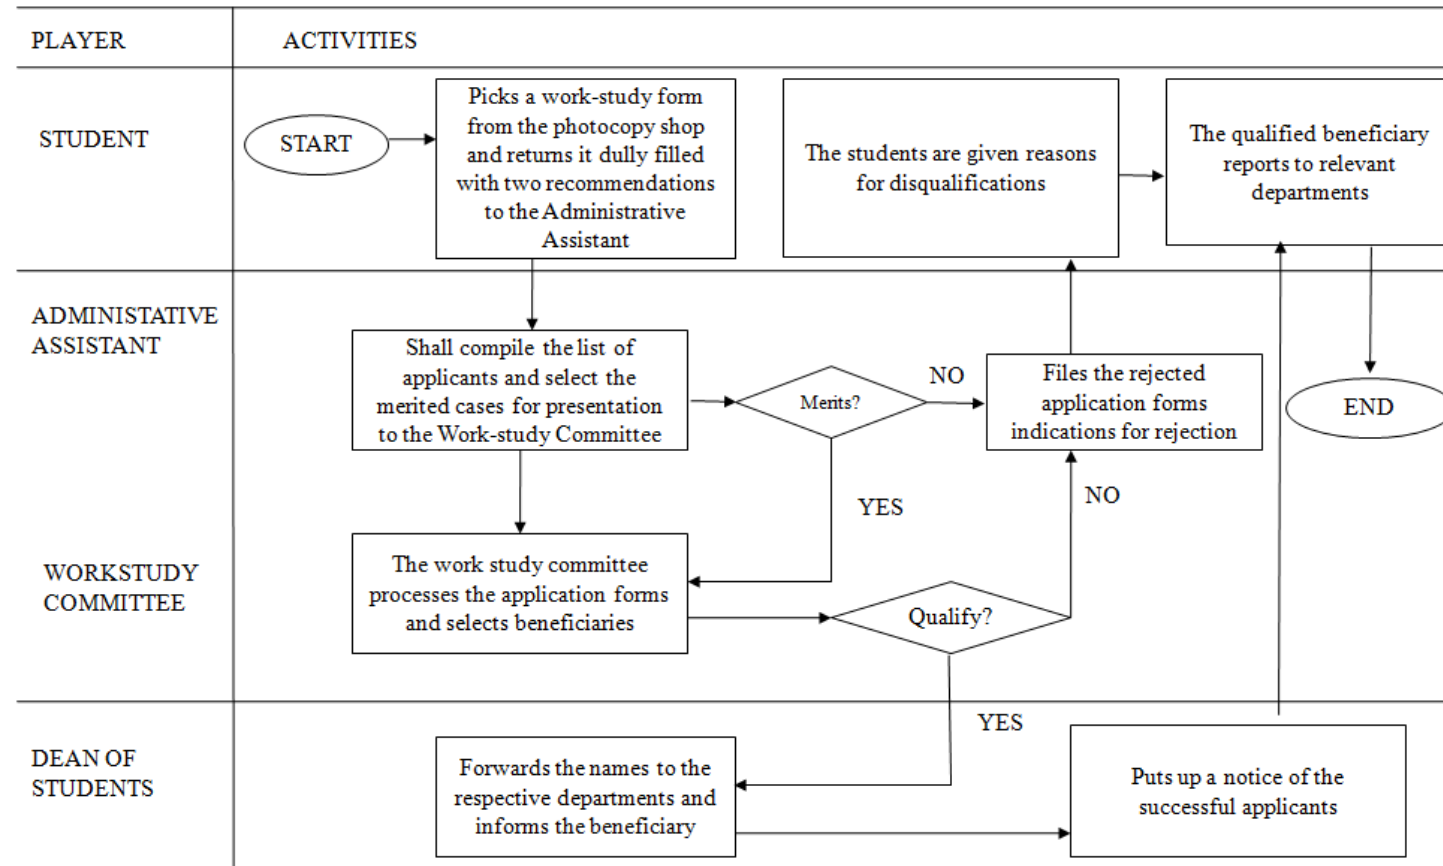 PLAYER
ACTIVITIES
STUDENT
START
Picks a work-study form
from the photocopy shop
and returns it dully filled
with two recommendations
to the Administrative
Assistant
The students are given reasons
for disqualifications
The qualified beneficiary
reports to relevant
departments
ADMINISTATIVE
ASSISTANT
Shall compile the list of
applicants and select the
merited cases for presentation
to the Work-study Committee
Merits?
NO
Files the rejected
application forms
indications for rejection
END
YES
NO
WORKSTUDY
COMMITTEE
The work study committee
processes the application forms
and selects beneficiaries
Qualify?
YES
DEAN OF
STUDENTS
Forwards the names to the
respective departments and
informs the beneficiary
Puts up a notice of the
successful applicants